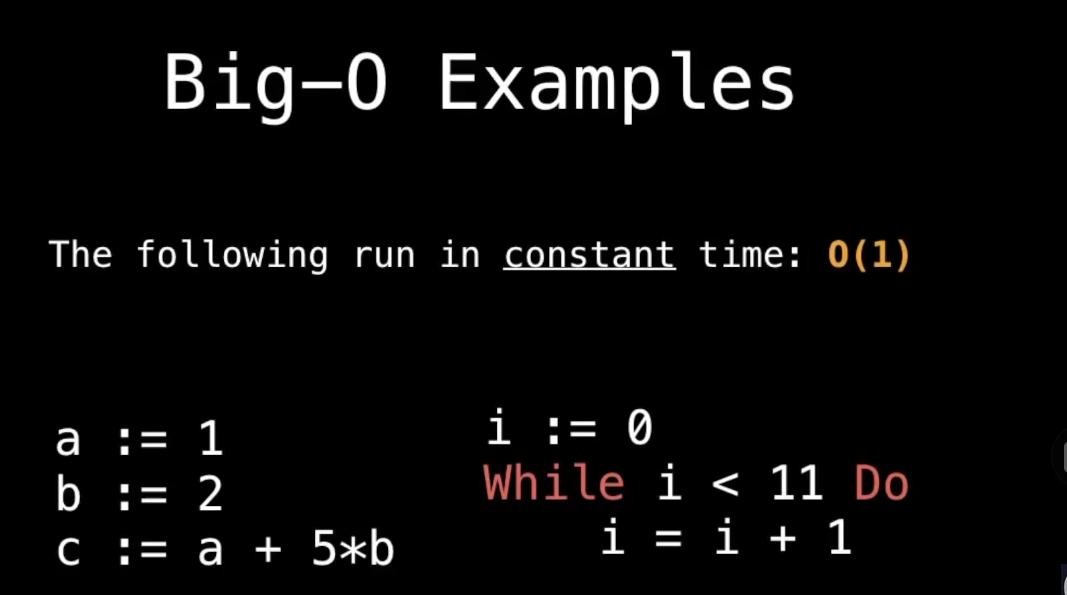 Big-O Examples
The following run in constant time: O(1)
a := 1
b := 2
c := a + 5*b
i := 0
While i < 11 Do
i = i + 1